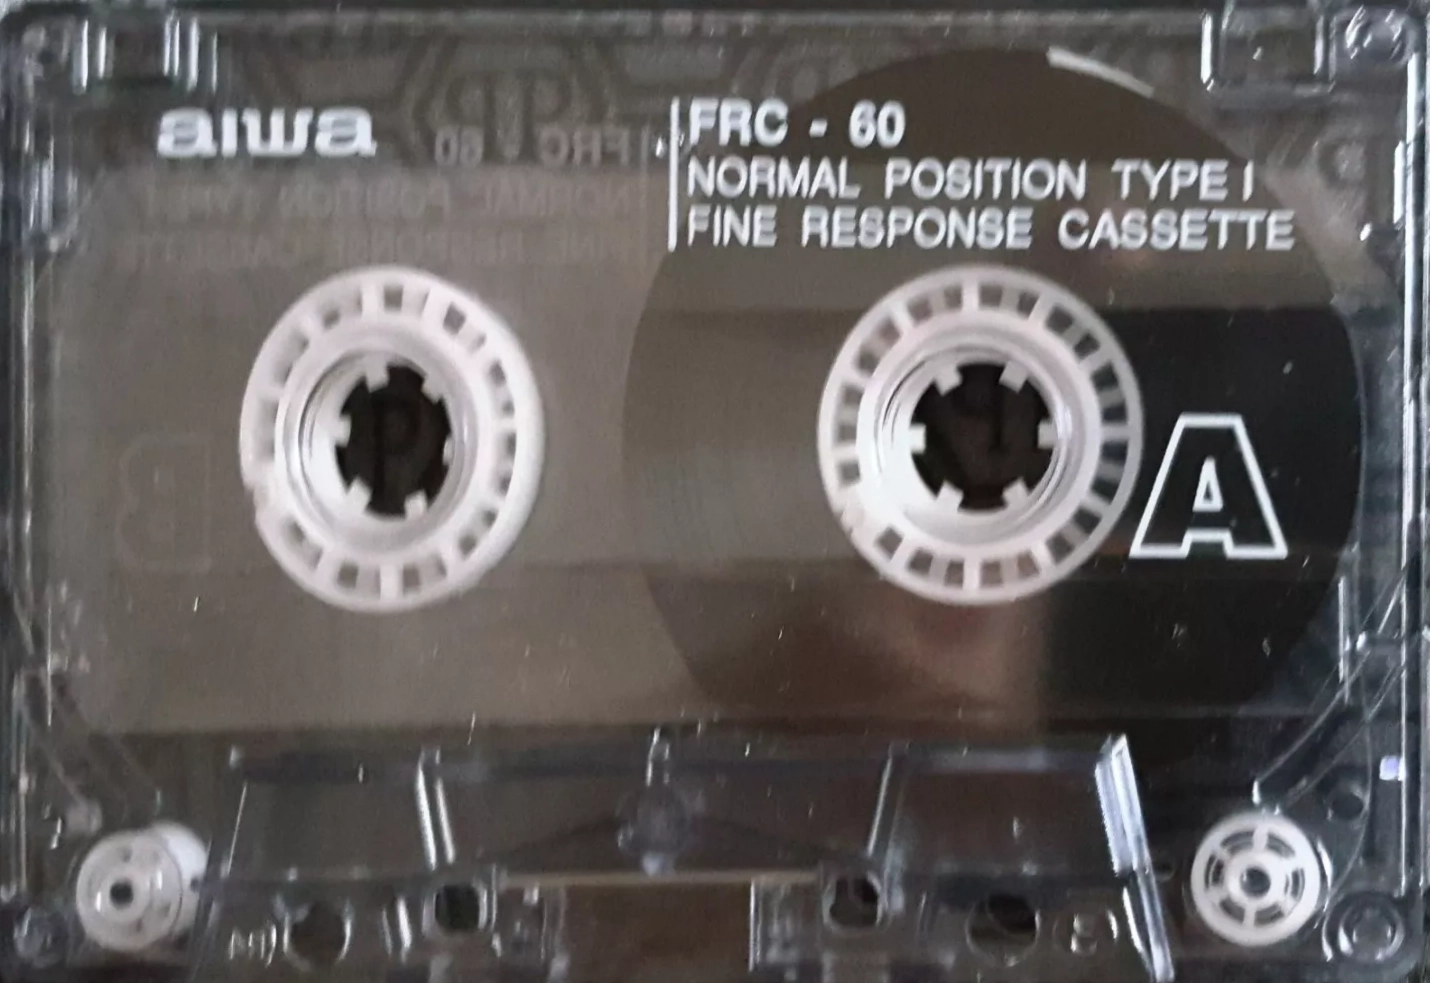 aiwa
FRC - 60
NORMAL POSITION TYPE I
FINE RESPONSE CASSETTE
A
B